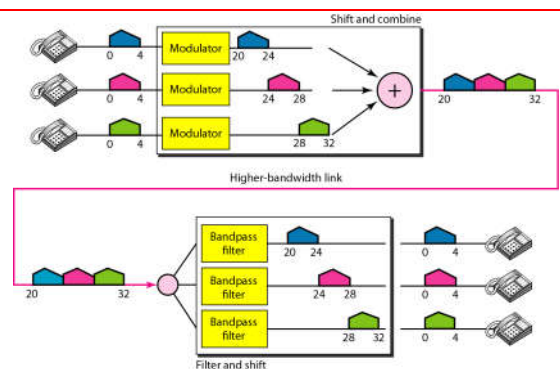 Shift and combine
0 4 Modulator 20 24
0 4 Modulator 24 28 + 20 32
0 4 Modulator 28 32
Higher-bandwidth link
Bandpass
filter 20 24 0 4
20 32 Bandpass
filter 24 28 0 4
Bandpass
filter 28 32 0 4
Filter and shift